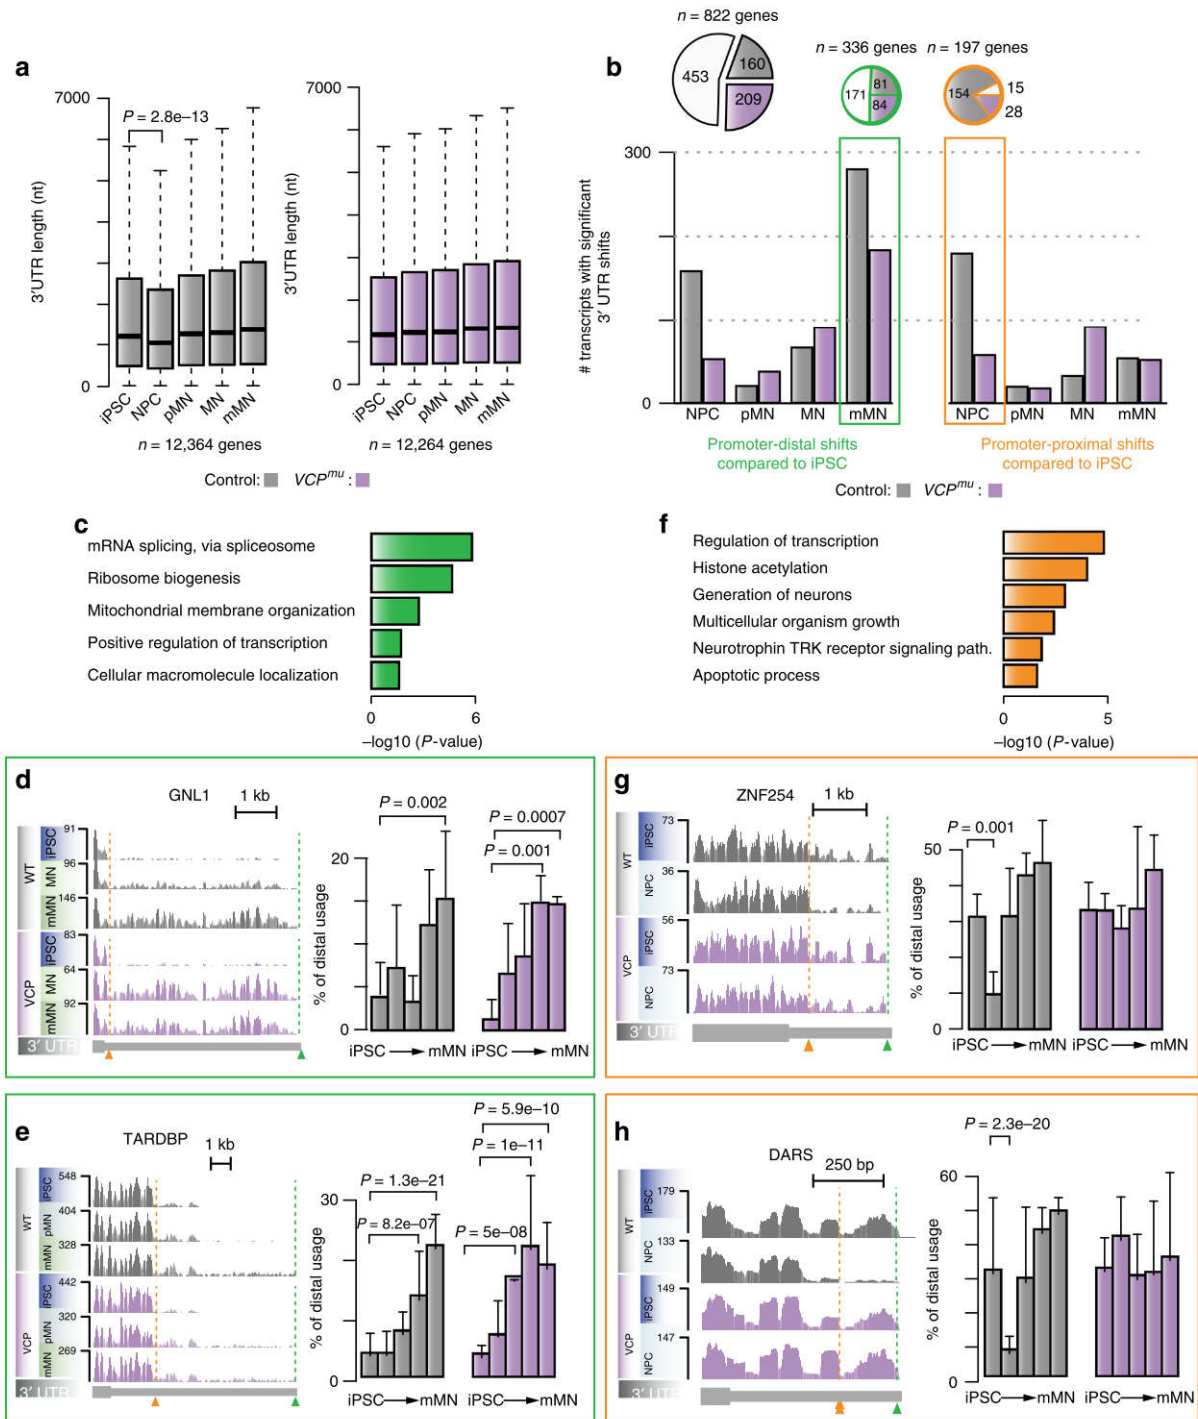 a
7000
P = 2.8e–13
3′UTR length (nt)
0
iPSC
NPC
pMN
MN
mMN
n = 12,364 genes
7000
3′UTR length (nt)
0
iPSC
NPC
pMN
MN
mMN
n = 12,264 genes
Control: VCPmu :
b
n = 822 genes
453
160
209
n = 336 genes
171
81
84
n = 197 genes
154
15
28
300
# transcripts with significant
3′ UTR shifts
0
NPC pMN MN mMN
NPC pMN MN mMN
Promoter-distal shifts
compared to iPSC
Promoter-proximal shifts
compared to iPSC
Control: VCPmu :
c
mRNA splicing, via spliceosome
Ribosome biogenesis
Mitochondrial membrane organization
Positive regulation of transcription
Cellular macromolecule localization
0 6
–log10 (P-value)
f
Regulation of transcription
Histone acetylation
Generation of neurons
Multicellular organism growth
Neurotrophin TRK receptor signaling path.
Apoptotic process
0 5
–log10 (P-value)
d
GNL1 1 kb
WT
VCP
91 iPSC
96 MN
146 mMN
83 iPSC
64 MN
92 mMN
3′ UTR
P = 0.002
P = 0.0007
P = 0.001
20
% of distal usage
0
iPSC mMN iPSC mMN
g
ZNF254 1 kb
WT
VCP
73 iPSC
36 NPC
56 iPSC
73 NPC
3′ UTR
P = 0.001
50
% of distal usage
0
iPSC mMN iPSC mMN
e
TARDBP 1 kb
WT
VCP
548 iPSC
404 pMN
328 mMN
442 iPSC
320 pMN
269 mMN
3′ UTR
P = 5.9e–10
P = 1e–11
P = 1.3e–21
P = 8.2e–07
P = 5e–08
30
% of distal usage
0
iPSC mMN iPSC mMN
h
DARS
250 bp
WT
VCP
179 iPSC
133 NPC
149 iPSC
147 NPC
3′ UTR
P = 2.3e–20
60
% of distal usage
0
iPSC mMN iPSC mMN